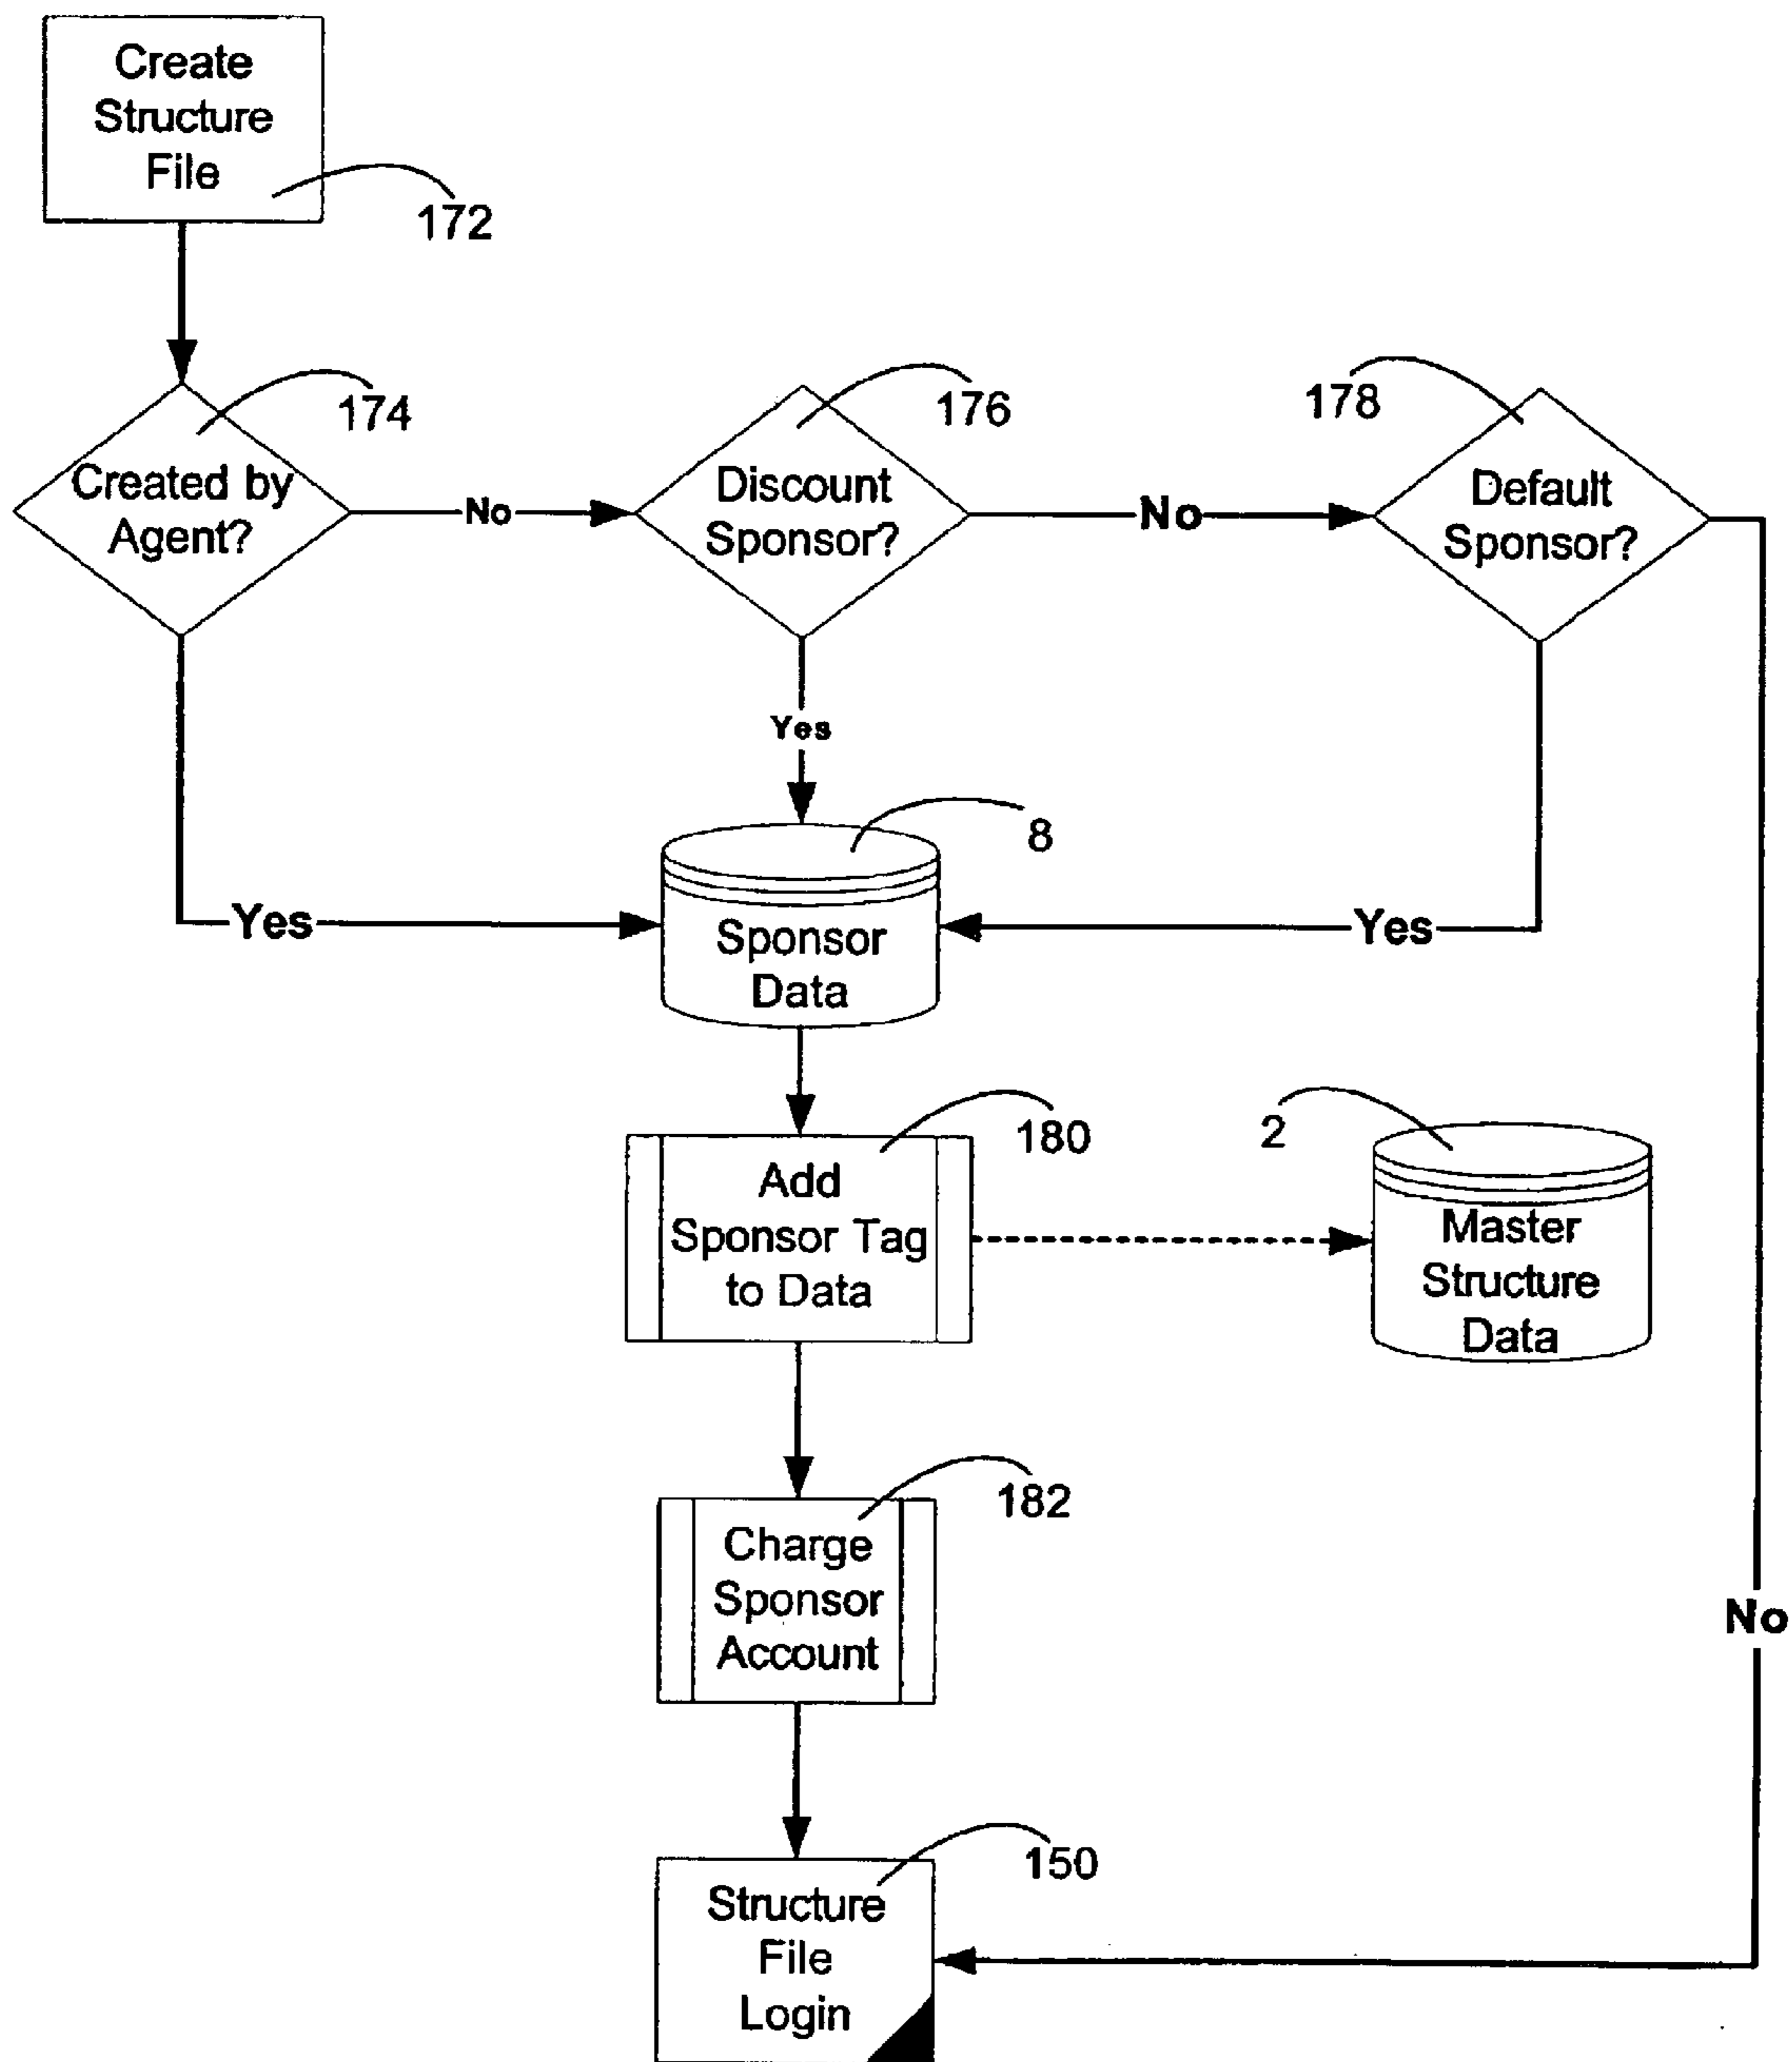 Create
Structure
File
172
174
176
178
Created by
Agent?
No
Discount
Sponsor?
No
Default
Sponsor?
Yes
8
Yes
Sponsor
Data
Yes
180
2
Add
Sponsor Tag
to Data
Master
Structure
Data
182
Charge
Sponsor
Account
No
150
Structure
File
Login